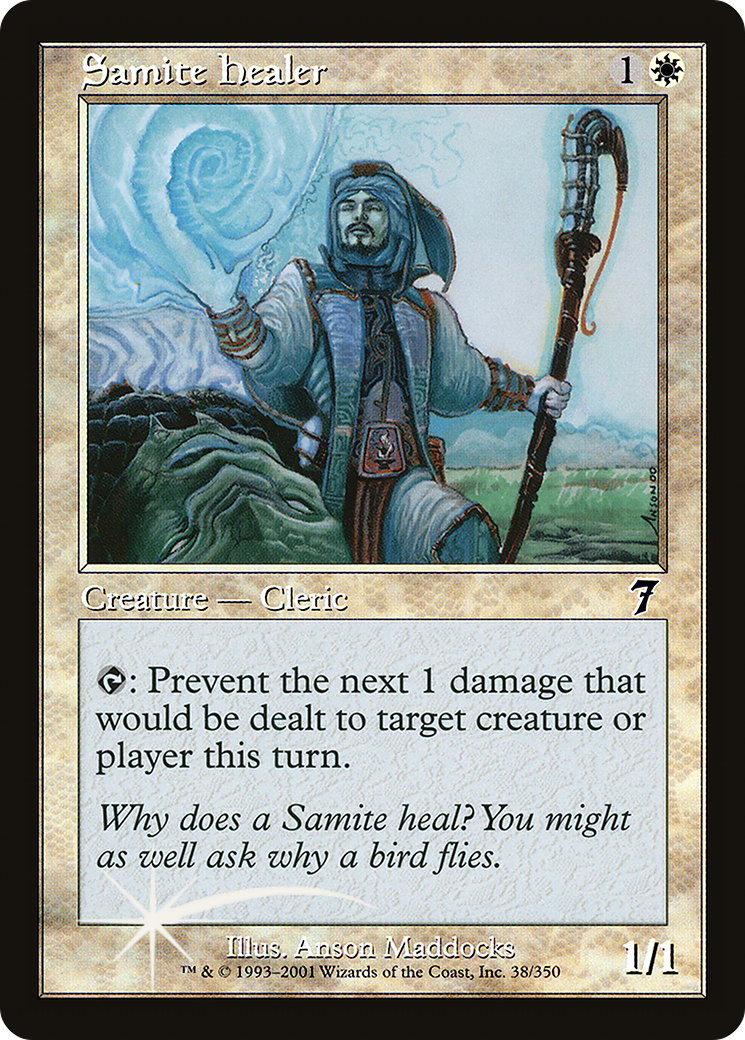 Samite Healer 1
ANSON 00
Creature — Cleric 7
: Prevent the next 1 damage that
would be dealt to target creature or
player this turn.
Why does a Samite heal? You might
as well ask why a bird flies.
Illus. Anson Maddocks
™ & © 1993–2001 Wizards of the Coast, Inc. 38/350
1/1